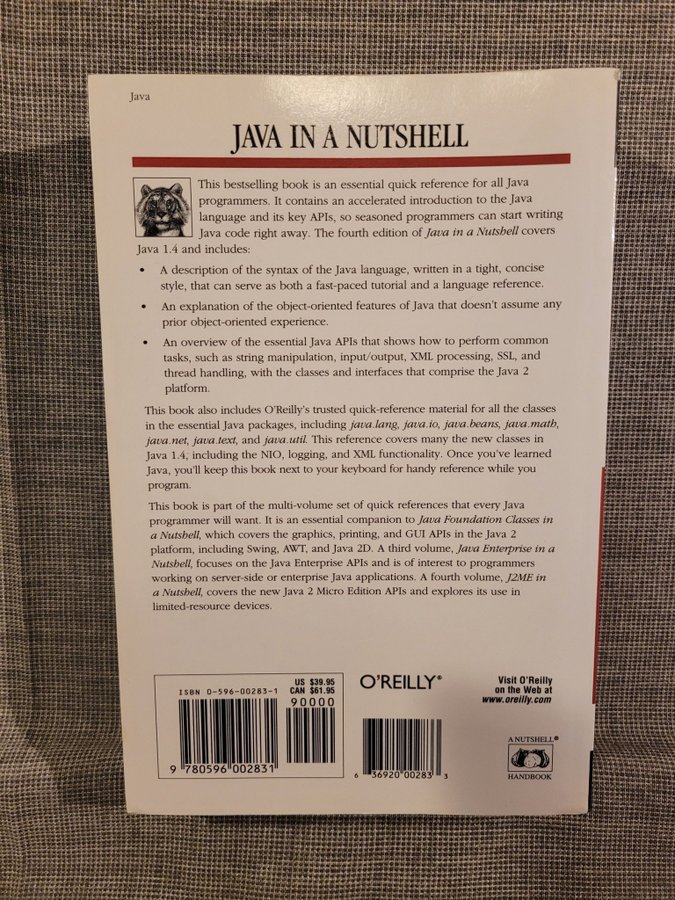 Java
JAVA IN A NUTSHELL
This bestselling book is an essential quick reference for all Java
programmers. It contains an accelerated introduction to the Java
language and its key APIs, so seasoned programmers can start writing
Java code right away. The fourth edition of Java in a Nutshell covers
Java 1.4 and includes:
• A description of the syntax of the Java language, written in a tight, concise
style, that can serve as both a fast-paced tutorial and a language reference.
• An explanation of the object-oriented features of Java that doesn't assume any
prior object-oriented experience.
• An overview of the essential Java APIs that shows how to perform common
tasks, such as string manipulation, input/output, XML processing, SSL, and
thread handling, with the classes and interfaces that comprise the Java 2
platform.
This book also includes O'Reilly's trusted quick-reference material for all the classes
in the essential Java packages, including java.lang, java.io, java.beans, java.math,
java.net, java.text, and java.util. This reference covers many the new classes in
Java 1.4, including the NIO, logging, and XML functionality. Once you've learned
Java, you'll keep this book next to your keyboard for handy reference while you
program.
This book is part of the multi-volume set of quick references that every Java
programmer will want. It is an essential companion to Java Foundation Classes in
a Nutshell, which covers the graphics, printing, and GUI APIs in the Java 2
platform, including Swing, AWT, and Java 2D. A third volume, Java Enterprise in a
Nutshell, focuses on the Java Enterprise APIs and is of interest to programmers
working on server-side or enterprise Java applications. A fourth volume, J2ME in
a Nutshell, covers the new Java 2 Micro Edition APIs and explores its use in
limited-resource devices.
US $39.95
CAN $61.95
ISBN 0-596-00283-1
90000
9 780596 002831
O'REILLY®
6 36920 00283 3
Visit O'Reilly
on the Web at
www.oreilly.com
A NUTSHELL®
HANDBOOK